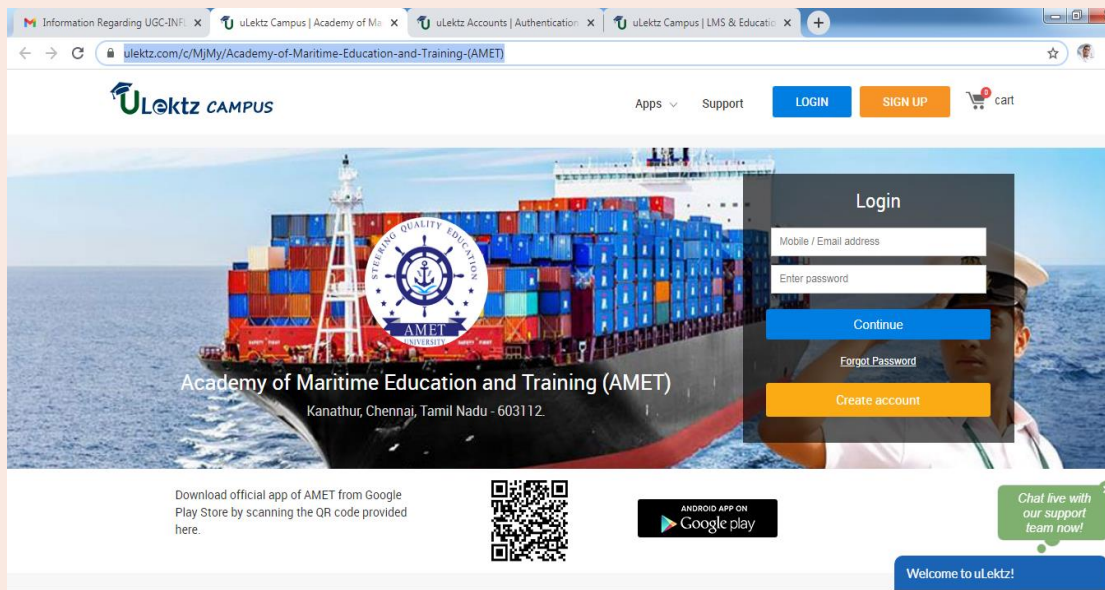 Information Regarding UGC-INFL
uLektz Campus | Academy of Ma
uLektz Accounts | Authentication
uLektz Campus | LMS & Educatio
ulektz.com/c/MjMy/Academy-of-Maritime-Education-and-Training-(AMET)
ULektz CAMPUS
Apps
Support
LOGIN
SIGN UP
0
cart
STEERING QUALITY EDUCATION
AMET
UNIVERSITY
Academy of Maritime Education and Training (AMET)
Kanathur, Chennai, Tamil Nadu - 603112.
Login
Mobile / Email address
Enter password
Continue
Forgot Password
Create account
Download official app of AMET from Google
Play Store by scanning the QR code provided
here.
ANDROID APP ON
Google play
Chat live with
our support
team now!
Welcome to uLektz!